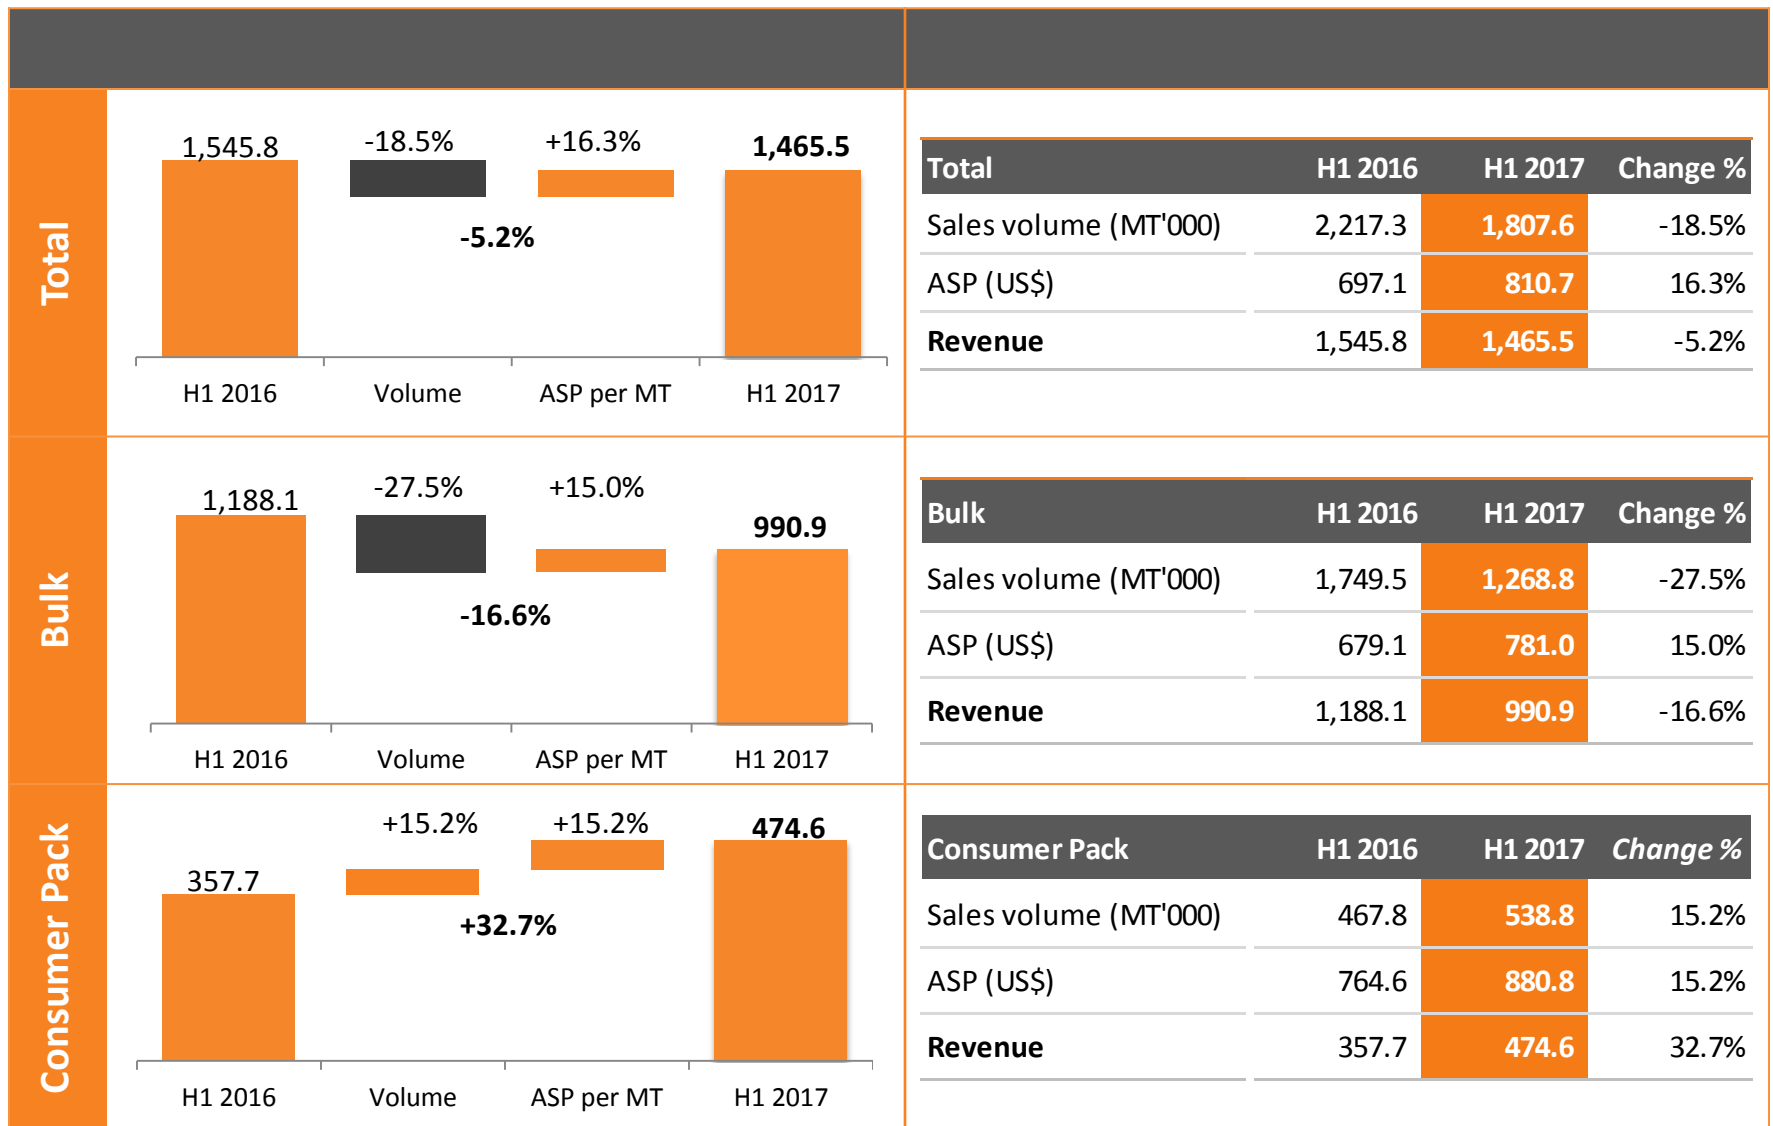 Total
1,545.8 -18.5% +16.3% 1,465.5
-5.2%
H1 2016 Volume ASP per MT H1 2017
Total H1 2016 H1 2017 Change %
Sales volume (MT'000) 2,217.3 1,807.6 -18.5%
ASP (US$) 697.1 810.7 16.3%
Revenue 1,545.8 1,465.5 -5.2%
Bulk
1,188.1 -27.5% +15.0% 990.9
-16.6%
H1 2016 Volume ASP per MT H1 2017
Bulk H1 2016 H1 2017 Change %
Sales volume (MT'000) 1,749.5 1,268.8 -27.5%
ASP (US$) 679.1 781.0 15.0%
Revenue 1,188.1 990.9 -16.6%
Consumer Pack
357.7 +15.2% +15.2% 474.6
+32.7%
H1 2016 Volume ASP per MT H1 2017
Consumer Pack H1 2016 H1 2017 Change %
Sales volume (MT'000) 467.8 538.8 15.2%
ASP (US$) 764.6 880.8 15.2%
Revenue 357.7 474.6 32.7%